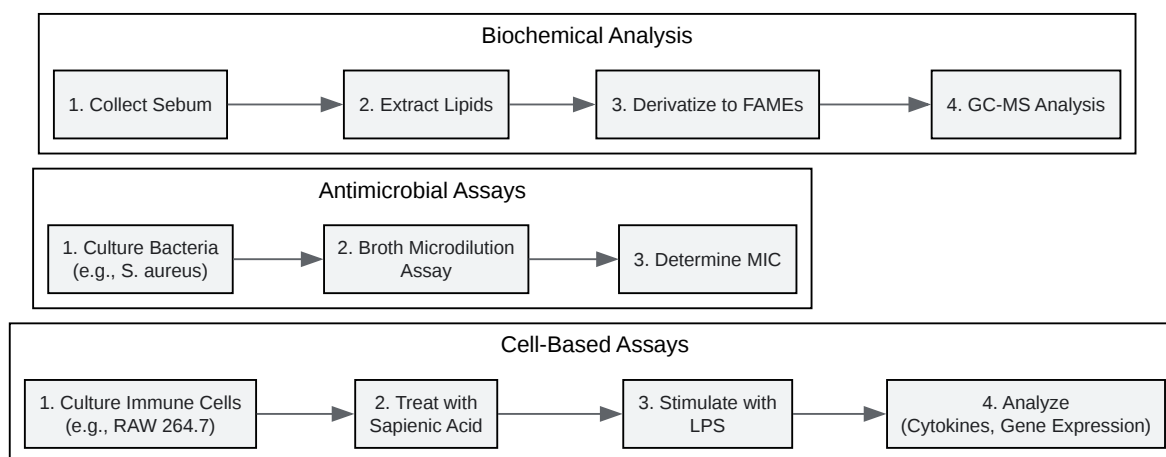 Biochemical Analysis
1. Collect Sebum
2. Extract Lipids
3. Derivatize to FAMEs
4. GC-MS Analysis
Antimicrobial Assays
1. Culture Bacteria
(e.g., S. aureus)
2. Broth Microdilution
Assay
3. Determine MIC
Cell-Based Assays
1. Culture Immune Cells
(e.g., RAW 264.7)
2. Treat with
Sapienic Acid
3. Stimulate with
LPS
4. Analyze
(Cytokines, Gene Expression)